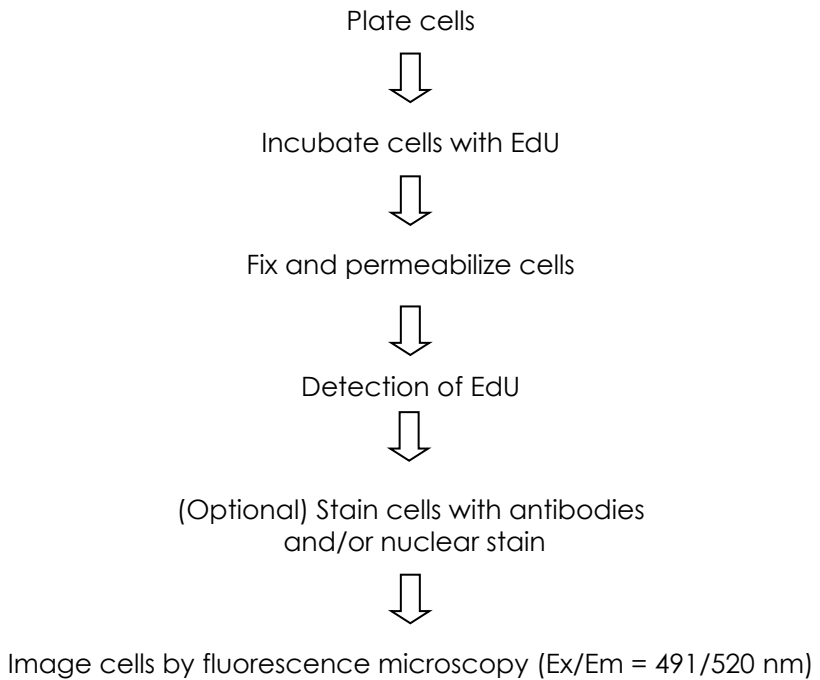 Plate cells
Incubate cells with EdU
Fix and permeabilize cells
Detection of EdU
(Optional) Stain cells with antibodies
and/or nuclear stain
Image cells by fluorescence microscopy (Ex/Em = 491/520 nm)